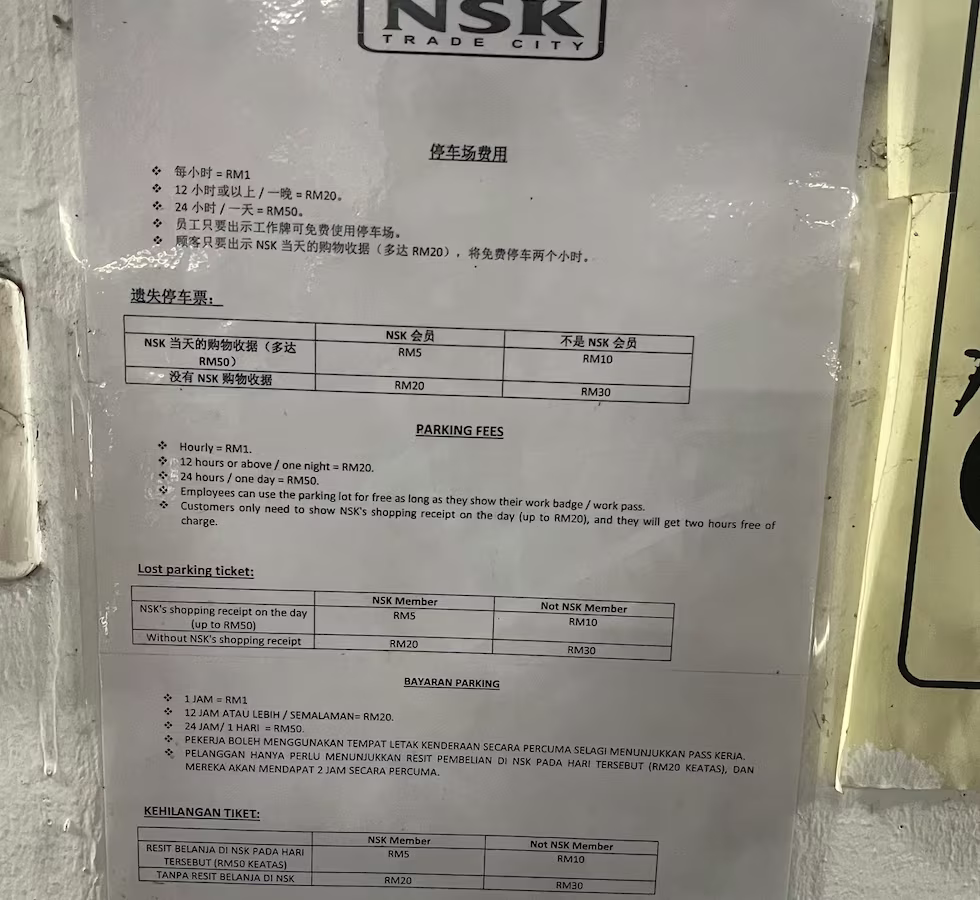 NSK
TRADE CITY
停车场费用
❖ 每小时 = RM1
❖ 12 小时或以上 / 一晚 = RM20。
❖ 24 小时 / 一天 = RM50。
❖ 员工只要出示工作牌可免费使用停车场。
❖ 顾客只要出示 NSK 当天的购物收据（多达 RM20），将免费停车两个小时。
遗失停车票：
NSK 会员 不是 NSK 会员
NSK 当天的购物收据（多达 RM5 RM10
RM50）
没有 NSK 购物收据 RM20 RM30
PARKING FEES
❖ Hourly = RM1.
❖ 12 hours or above / one night = RM20.
❖ 24 hours / one day = RM50.
❖ Employees can use the parking lot for free as long as they show their work badge / work pass.
❖ Customers only need to show NSK's shopping receipt on the day (up to RM20), and they will get two hours free of
charge.
Lost parking ticket:
NSK Member Not NSK Member
NSK's shopping receipt on the day RM5 RM10
(up to RM50)
Without NSK's shopping receipt RM20 RM30
BAYARAN PARKING
❖ 1 JAM = RM1
❖ 12 JAM ATAU LEBIH / SEMALAMAN= RM20.
❖ 24 JAM/ 1 HARI = RM50.
❖ PEKERJA BOLEH MENGGUNAKAN TEMPAT LETAK KENDERAAN SECARA PERCUMA SELAGI MENUNJUKKAN PASS KERJA.
❖ PELANGGAN HANYA PERLU MENUNJUKKAN RESIT PEMBELIAN DI NSK PADA HARI TERSEBUT (RM20 KEATAS), DAN
MEREKA AKAN MENDAPAT 2 JAM SECARA PERCUMA.
KEHILANGAN TIKET:
NSK Member Not NSK Member
RESIT BELANJA DI NSK PADA HARI RM5 RM10
TERSEBUT (RM50 KEATAS)
TANPA RESIT BELANJA DI NSK RM20 RM30